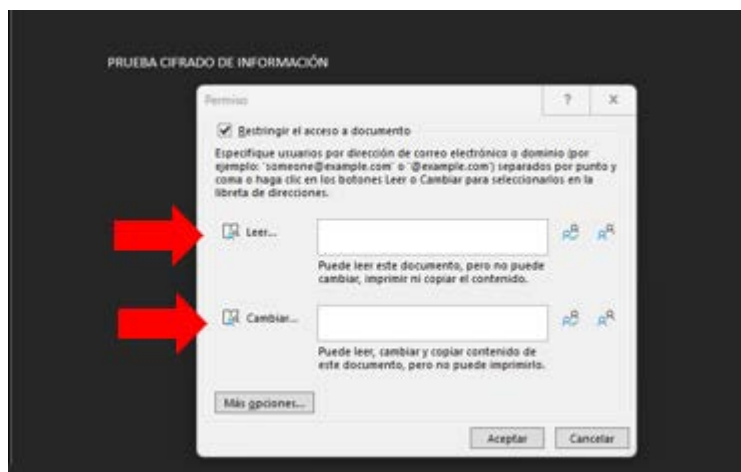 PRUEBA CIFRADO DE INFORMACIÓN
Permiso
? X
Restringir el acceso a documento
Especifique usuarios por dirección de correo electrónico o dominio (por
ejemplo: 'someone@example.com' o '@example.com') separados por punto y
coma o haga clic en los botones Leer o Cambiar para seleccionarlos en la
libreta de direcciones.
Leer...
Puede leer este documento, pero no puede
cambiar, imprimir ni copiar el contenido.
Cambiar...
Puede leer, cambiar y copiar contenido de
este documento, pero no puede imprimirlo.
Más opciones...
Aceptar Cancelar